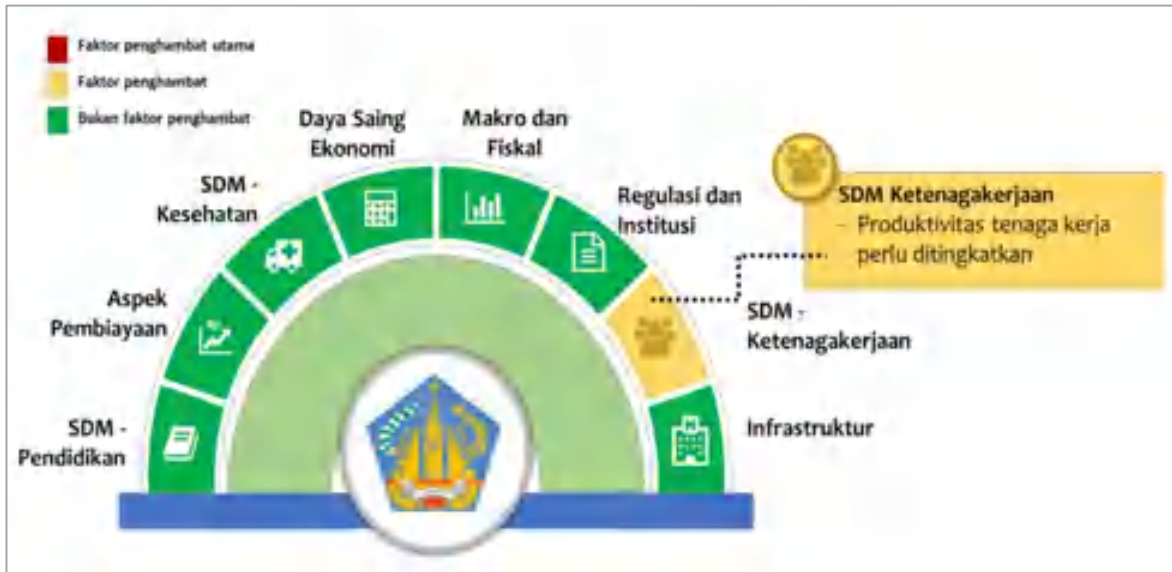 Faktor penghambat utama
Faktor penghambat
Bukan faktor penghambat
Daya Saing
Ekonomi
Makro dan
Fiskal
SDM -
Kesehatan
Regulasi dan
Institusi
SDM Ketenagakerjaan
- Produktivitas tenaga kerja
- perlu ditingkatkan
Aspek
Pembiayaan
SDM -
Ketenagakerjaan
SDM -
Pendidikan
Infrastruktur